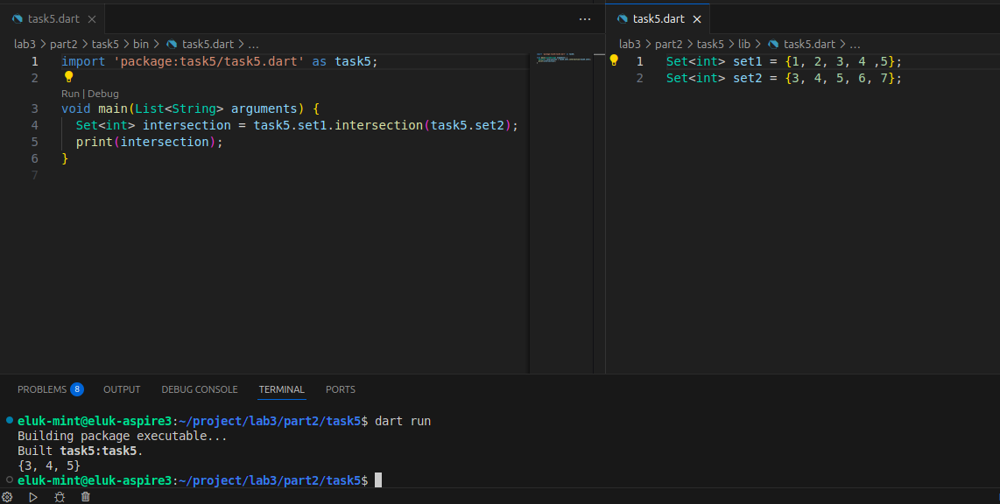 task5.dart
lab3 > part2 > task5 > bin > task5.dart > ...
1 import 'package:task5/task5.dart' as task5;
2
Run | Debug
3 void main(List<String> arguments) {
4   Set<int> intersection = task5.set1.intersection(task5.set2);
5   print(intersection);
6 }
7
task5.dart
lab3 > part2 > task5 > lib > task5.dart > ...
1 Set<int> set1 = {1, 2, 3, 4 ,5};
2 Set<int> set2 = {3, 4, 5, 6, 7};
PROBLEMS 8 OUTPUT DEBUG CONSOLE TERMINAL PORTS
eluk-mint@eluk-aspire3:~/project/lab3/part2/task5$ dart run
Building package executable...
Built task5:task5.
{3, 4, 5}
eluk-mint@eluk-aspire3:~/project/lab3/part2/task5$